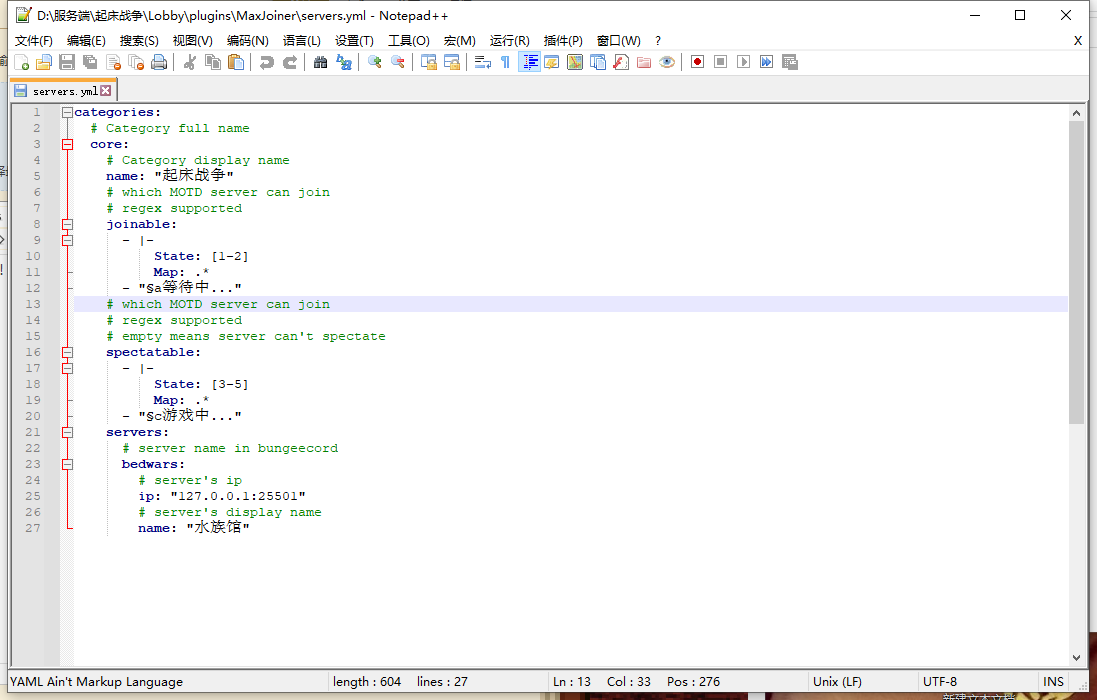 D:\服务端\起床战争\Lobby\plugins\MaxJoiner\servers.yml - Notepad++
文件(F) 编辑(E) 搜索(S) 视图(V) 编码(N) 语言(L) 设置(T) 工具(O) 宏(M) 运行(R) 插件(P) 窗口(W) ? X
servers.yml
1 categories:
2 # Category full name
3 core:
4 # Category display name
5 name: "起床战争"
6 # which MOTD server can join
7 # regex supported
8 joinable:
9 - |-
10 State: [1-2]
11 Map: .*
12 - "§a等待中..."
13 # which MOTD server can join
14 # regex supported
15 # empty means server can't spectate
16 spectatable:
17 - |-
18 State: [3-5]
19 Map: .*
20 - "§c游戏中..."
21 servers:
22 # server name in bungeecord
23 bedwars:
24 # server's ip
25 ip: "127.0.0.1:25501"
26 # server's display name
27 name: "水族馆"
YAML Ain't Markup Language length : 604 lines : 27 Ln : 13 Col : 33 Pos : 276 Unix (LF) UTF-8 INS